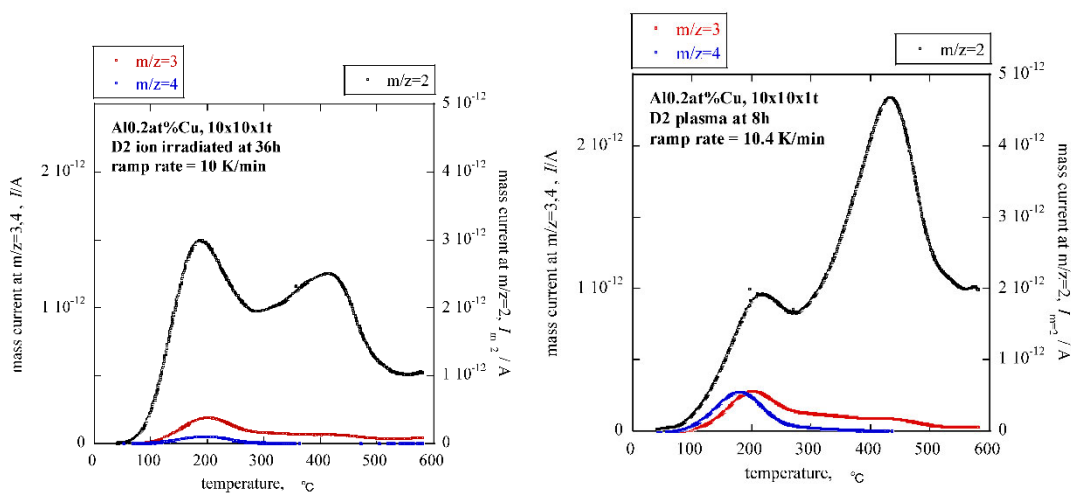 m/z=3
m/z=4
m/z=2
Al0.2at%Cu, 10x10x1t
D2 ion irradiated at 36h
ramp rate = 10 K/min
mass current at m/z=3,4 , I/A
2 10-12
1 10-12
0
5 10-12
4 10-12
3 10-12
2 10-12
1 10-12
0
mass current at m/z=2, I m=2 / A
0 100 200 300 400 500 600
temperature, °C
m/z=3
m/z=4
m/z=2
Al0.2at%Cu, 10x10x1t
D2 plasma at 8h
ramp rate = 10.4 K/min
mass current at m/z=3,4 , I/A
2 10-12
1 10-12
0
5 10-12
4 10-12
3 10-12
2 10-12
1 10-12
0
mass current at m/z=2, I m=2 / A
0 100 200 300 400 500 600
temperature, °C